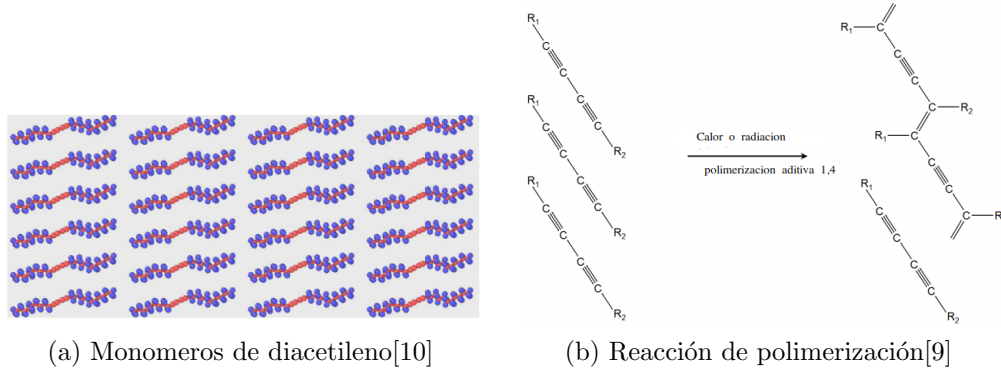 R₁
C
C
C
C
R₂
R₁
C
C
C
C
R₂
R₁
C
C
C
C
R₂
Calor o radiacion
polimerizacion aditiva 1,4
R₁ C
C
C
C R₂
R₁ C
C
C
C R
R₁
C
C
C
C
R₂
(a) Monomeros de diacetileno[10]
(b) Reacción de polimerización[9]